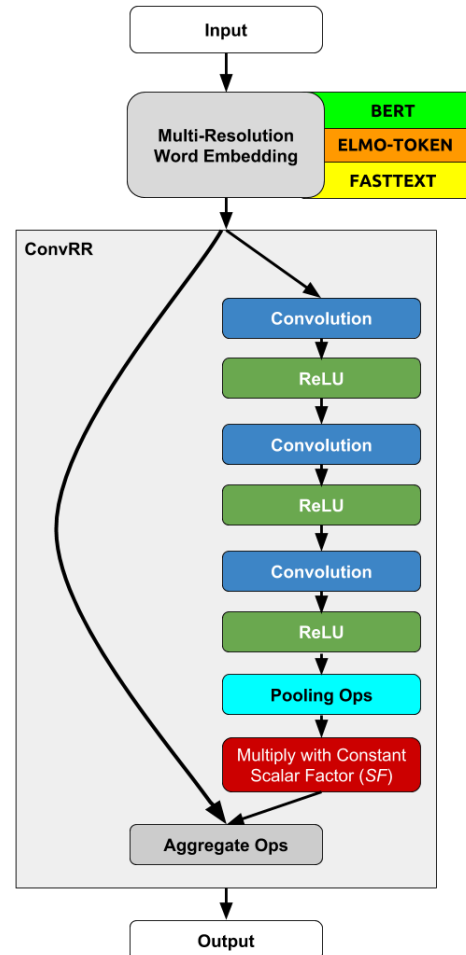 Input
Multi-Resolution
Word Embedding
BERT
ELMO-TOKEN
FASTTEXT
ConvRR
Convolution
ReLU
Convolution
ReLU
Convolution
ReLU
Pooling Ops
Multiply with Constant
Scalar Factor (SF)
Aggregate Ops
Output